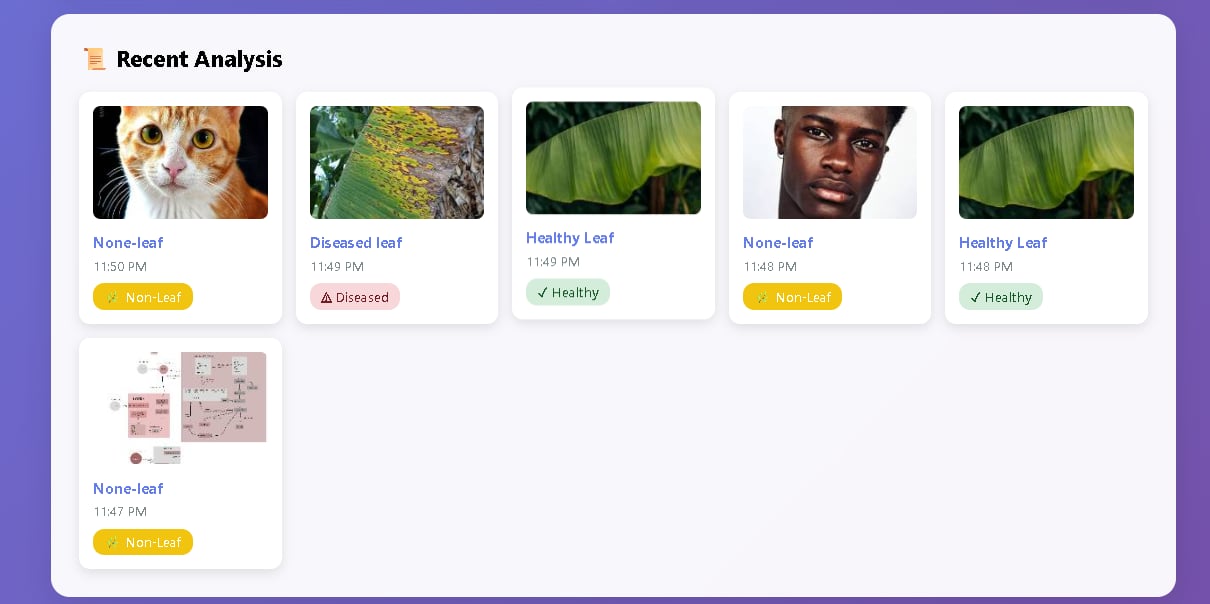 Recent Analysis
None-leaf
11:50 PM
Non-Leaf
Diseased leaf
11:49 PM
⚠ Diseased
Healthy Leaf
11:49 PM
✓ Healthy
None-leaf
11:48 PM
Non-Leaf
Healthy Leaf
11:48 PM
✓ Healthy
None-leaf
11:47 PM
Non-Leaf